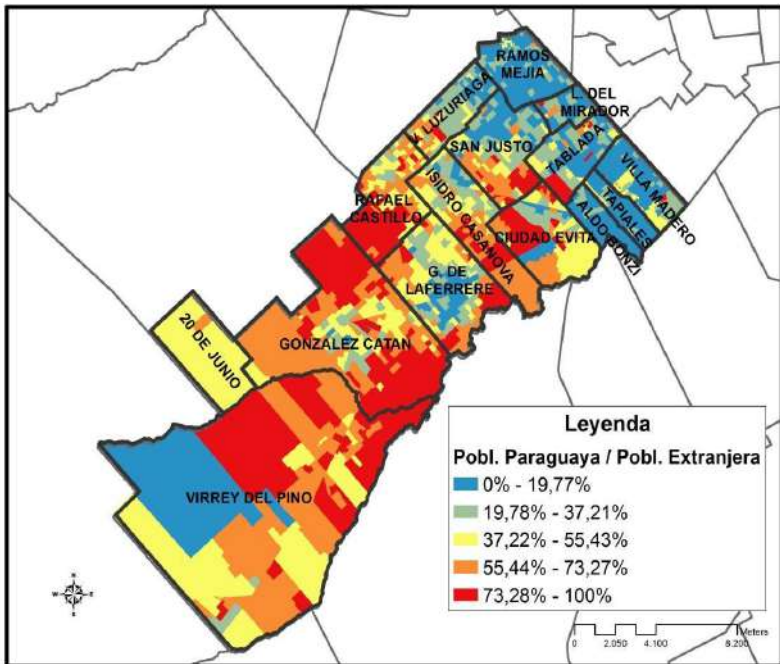 RAMOS
MEJIA
V. LUZURIAGA
L. DEL
MIRADOR
SAN JUSTO
TABLADA
VILLA MADERO
ISIDRO CASANOVA
TAPIALES
RAFAEL
CASTILLO
ALDO BONZI
CIUDAD EVITA
G. DE
LAFERRERE
20 DE JUNIO
GONZALEZ CATAN
VIRREY DEL PINO
Leyenda
Pobl. Paraguaya / Pobl. Extranjera
0% - 19,77%
19,78% - 37,21%
37,22% - 55,43%
55,44% - 73,27%
73,28% - 100%
Meters
0 2.050 4.100 8.200
N
W E
S